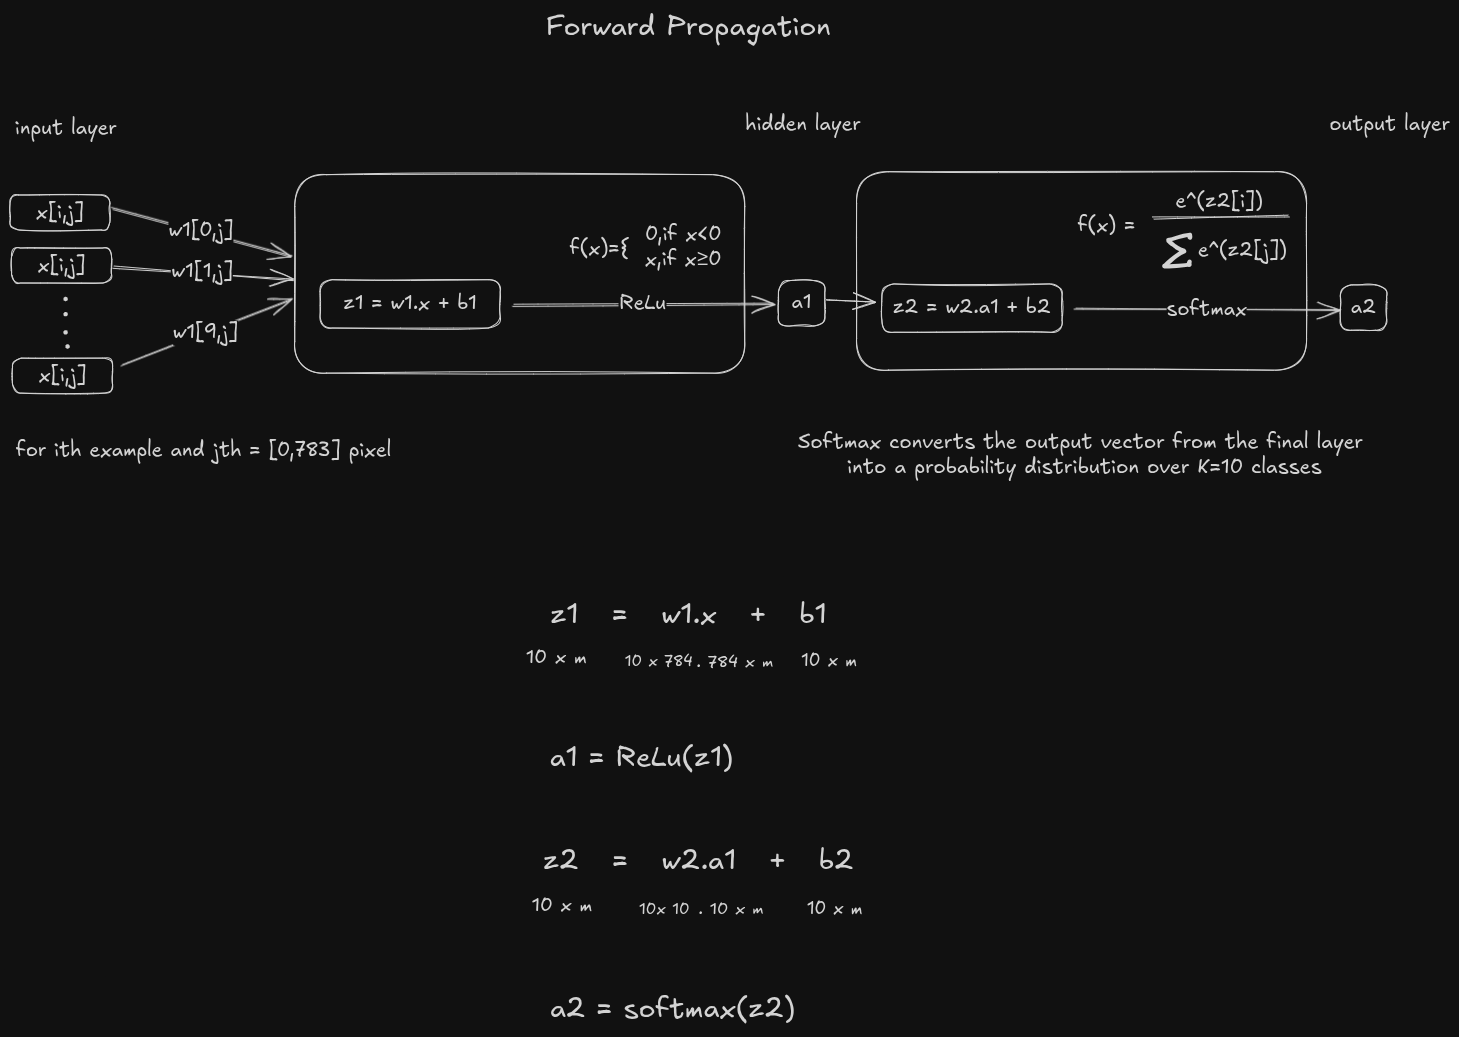 Forward Propagation
input layer
hidden layer
output layer
x[i,j]
w1[0,j]
x[i,j]
w1[1,j]
w1[9,j]
x[i,j]
f(x)={ 0,if x<0
x,if x≥0
z1 = w1.x + b1
ReLu
a1
f(x) = e^(z2[i])
∑ e^(z2[j])
z2 = w2.a1 + b2
softmax
a2
for ith example and jth = [0,783] pixel
Softmax converts the output vector from the final layer
into a probability distribution over K=10 classes
z1 = w1.x + b1
10 x m 10 x 784 . 784 x m 10 x m
a1 = ReLu(z1)
z2 = w2.a1 + b2
10 x m 10x 10 . 10 x m 10 x m
a2 = softmax(z2)